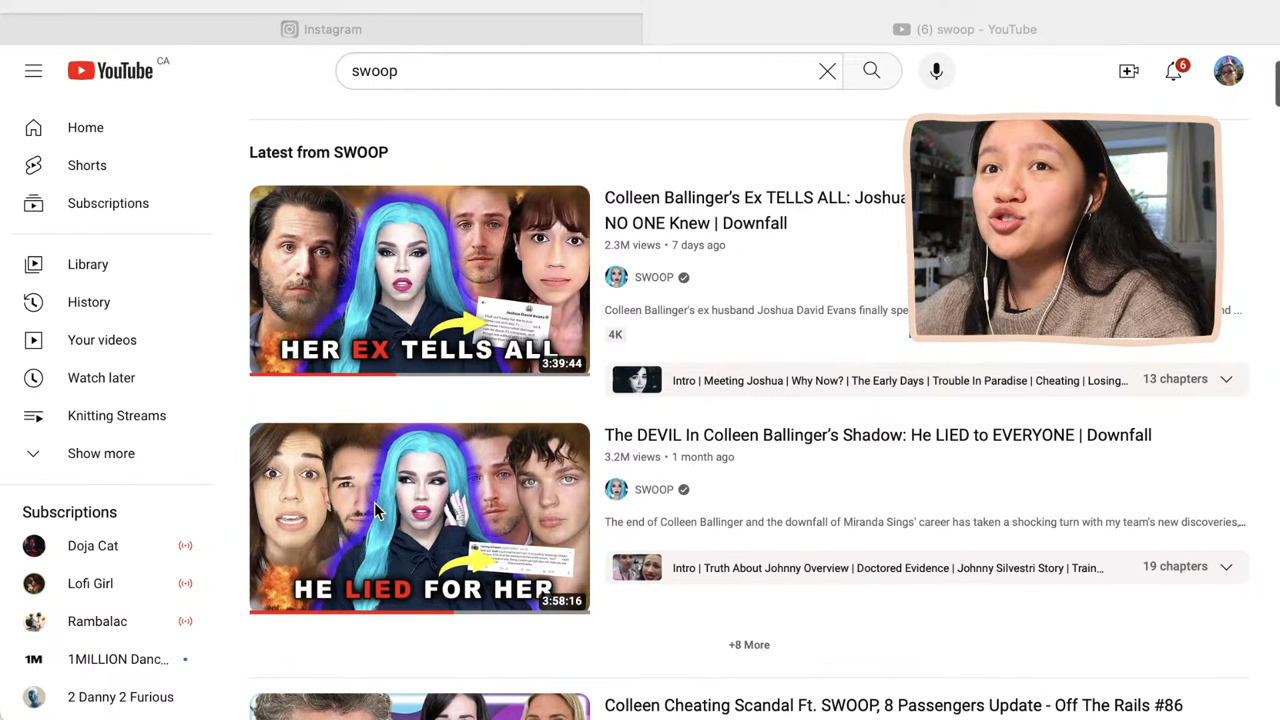 Instagram
(6) swoop - YouTube
YouTube CA
swoop
6
Home
Shorts
Subscriptions
Library
History
Your videos
Watch later
Knitting Streams
Show more
Subscriptions
Doja Cat
Lofi Girl
Rambalac
1M 1MILLION Danc...
2 Danny 2 Furious
Latest from SWOOP
HER EX TELLS ALL
3:39:44
Colleen Ballinger's Ex TELLS ALL: Joshua
NO ONE Knew | Downfall
2.3M views • 7 days ago
SWOOP
Colleen Ballinger's ex husband Joshua David Evans finally spe
d ...
4K
Intro | Meeting Joshua | Why Now? | The Early Days | Trouble In Paradise | Cheating | Losing...
13 chapters
HE LIED FOR HER
3:58:16
The DEVIL In Colleen Ballinger's Shadow: He LIED to EVERYONE | Downfall
3.2M views • 1 month ago
SWOOP
The end of Colleen Ballinger and the downfall of Miranda Sings' career has taken a shocking turn with my team's new discoveries,...
Intro | Truth About Johnny Overview | Doctored Evidence | Johnny Silvestri Story | Train...
19 chapters
+8 More
Colleen Cheating Scandal Ft. SWOOP, 8 Passengers Update - Off The Rails #86